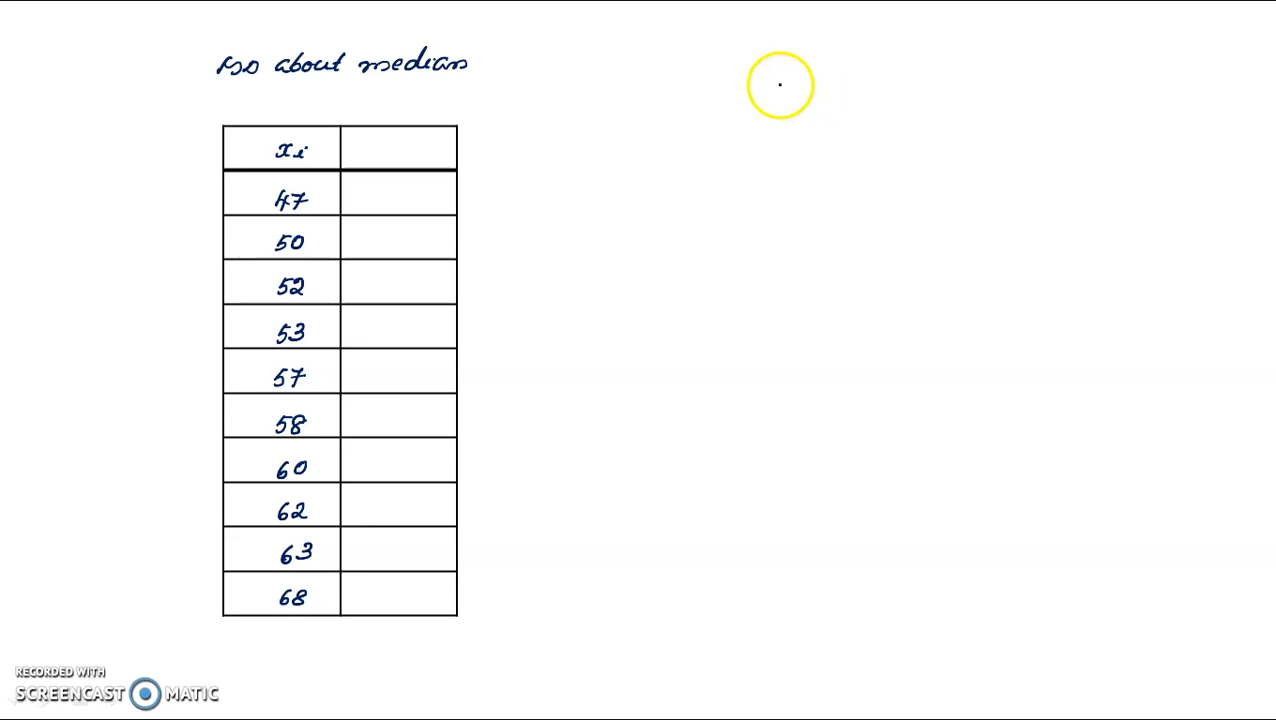 MD about median
xi
47
50
52
53
57
58
60
62
63
68
RECORDED WITH
SCREENCAST MATIC